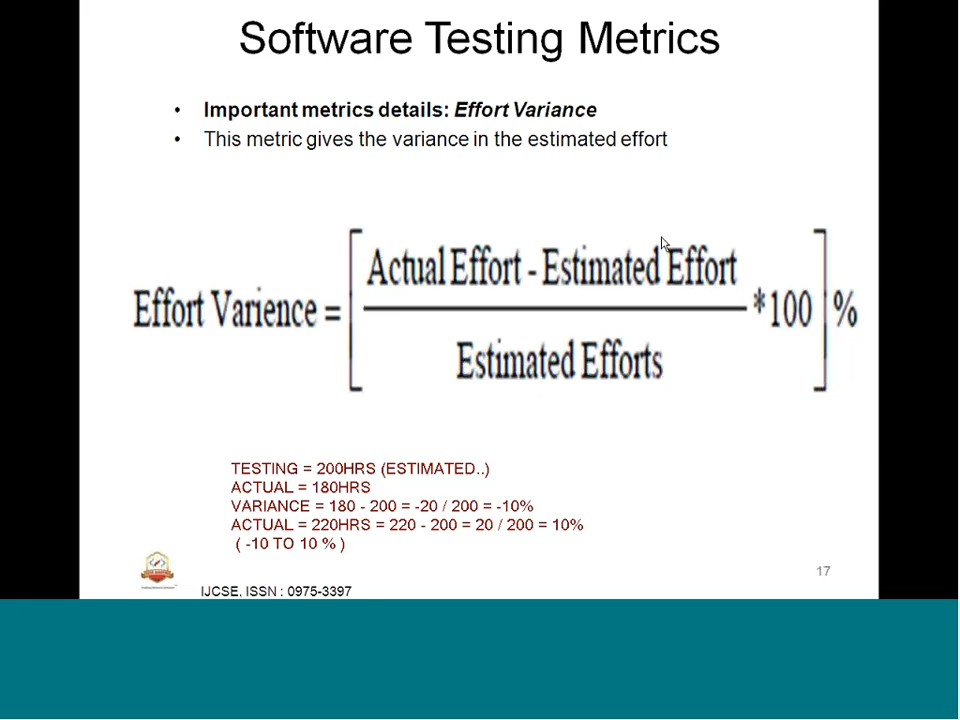 Software Testing Metrics
• Important metrics details: Effort Variance
• This metric gives the variance in the estimated effort
Effort Varience = [ Actual Effort - Estimated Effort
Estimated Efforts
*100 ] %
TESTING = 200HRS (ESTIMATED..)
ACTUAL = 180HRS
VARIANCE = 180 - 200 = -20 / 200 = -10%
ACTUAL = 220HRS = 220 - 200 = 20 / 200 = 10%
( -10 TO 10 % )
17
IJCSE, ISSN : 0975-3397